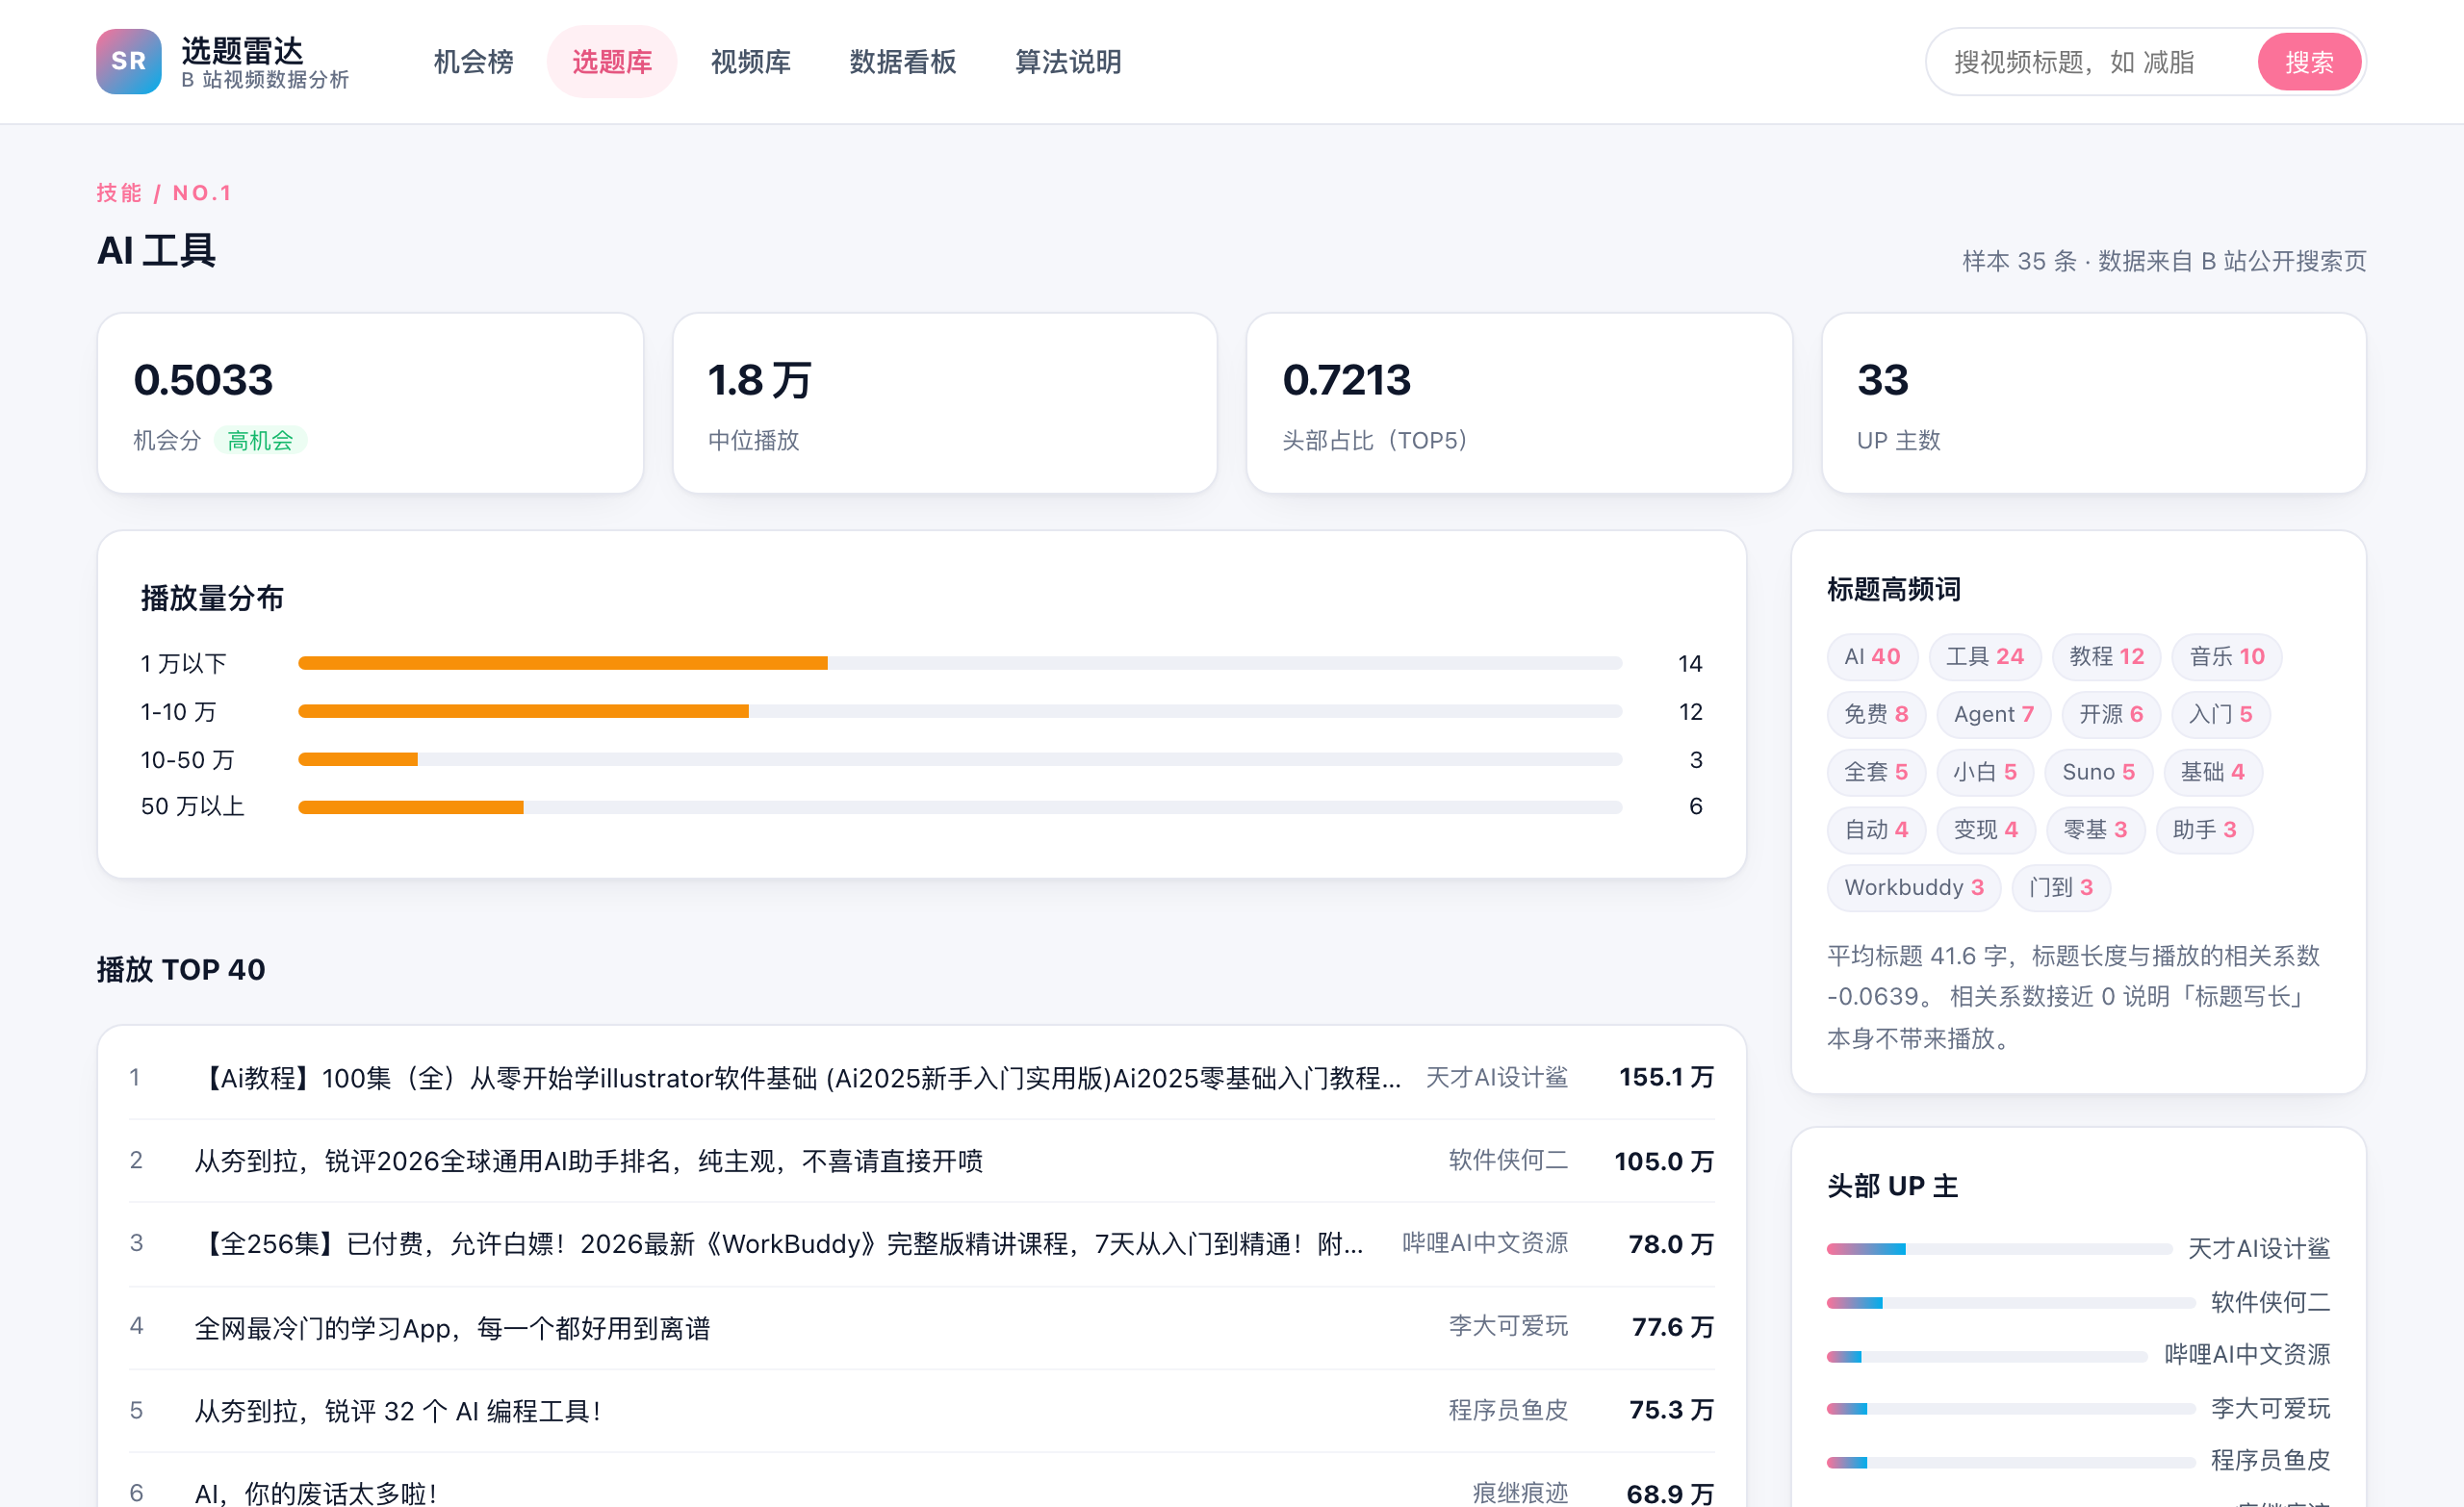 SR
选题雷达
B 站视频数据分析
机会榜
选题库
视频库
数据看板
算法说明
搜视频标题，如 减脂
搜索
技能 / NO.1
AI 工具
样本 35 条 · 数据来自 B 站公开搜索页
0.5033
机会分 高机会
1.8 万
中位播放
0.7213
头部占比（TOP5）
33
UP 主数
播放量分布
1 万以下 14
1-10 万 12
10-50 万 3
50 万以上 6
播放 TOP 40
1 【Ai教程】100集（全）从零开始学illustrator软件基础 (Ai2025新手入门实用版)Ai2025零基础入门教程... 天才AI设计鲨 155.1 万
2 从夯到拉，锐评2026全球通用AI助手排名，纯主观，不喜请直接开喷 软件侠何二 105.0 万
3 【全256集】已付费，允许白嫖！2026最新《WorkBuddy》完整版精讲课程，7天从入门到精通！附... 哔哩AI中文资源 78.0 万
4 全网最冷门的学习App，每一个都好用到离谱 李大可爱玩 77.6 万
5 从夯到拉，锐评 32 个 AI 编程工具！ 程序员鱼皮 75.3 万
6 AI，你的废话太多啦！ 痕继痕迹 68.9 万
标题高频词
AI 40 工具 24 教程 12 音乐 10
免费 8 Agent 7 开源 6 入门 5
全套 5 小白 5 Suno 5 基础 4
自动 4 变现 4 零基 3 助手 3
Workbuddy 3 门到 3
平均标题 41.6 字，标题长度与播放的相关系数
-0.0639。 相关系数接近 0 说明「标题写长」
本身不带来播放。
头部 UP 主
天才AI设计鲨
软件侠何二
哔哩AI中文资源
李大可爱玩
程序员鱼皮